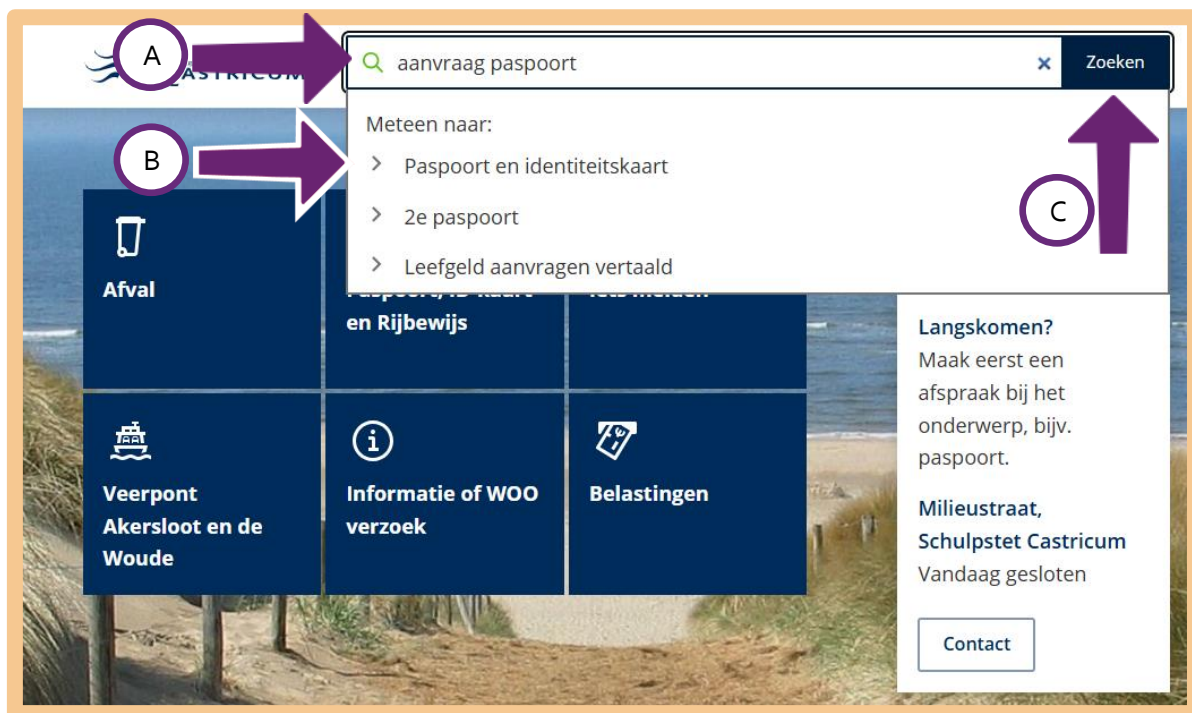 A
CASTRICUM
aanvraag paspoort
Zoeken
Meteen naar:
B
Paspoort en identiteitskaart
C
2e paspoort
Leefgeld aanvragen vertaald
Afval
en Rijbewijs
Langskomen?
Maak eerst een
afspraak bij het
onderwerp, bijv.
paspoort.
Veerpont
Akersloot en de
Woude
Informatie of WOO
verzoek
Belastingen
Milieustraat,
Schulpstet Castricum
Vandaag gesloten
Contact